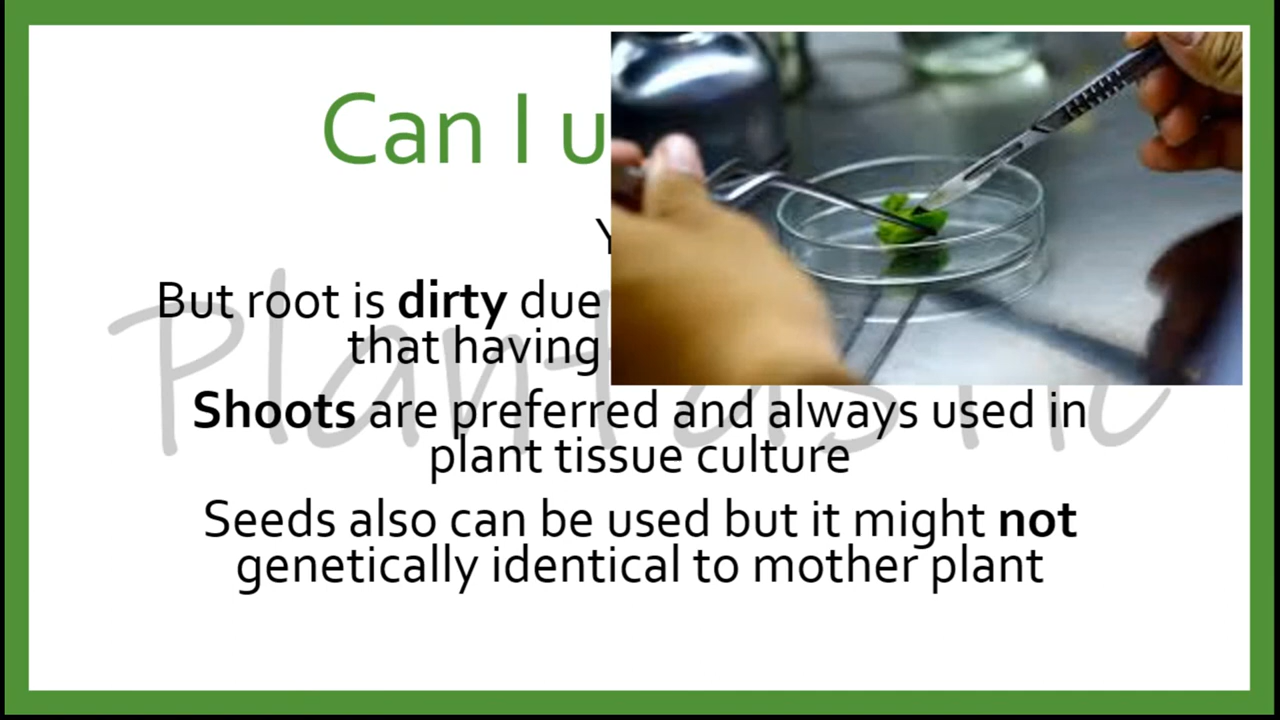 Can I u
But root is dirty due
that having
Shoots are preferred and always used in
plant tissue culture
Seeds also can be used but it might not
genetically identical to mother plant
Plantastic